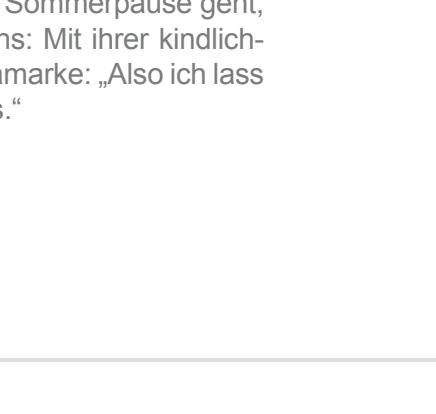 Sommerpause geht,
ns: Mit ihrer kindlich-
marke: „Also ich lass
s.“